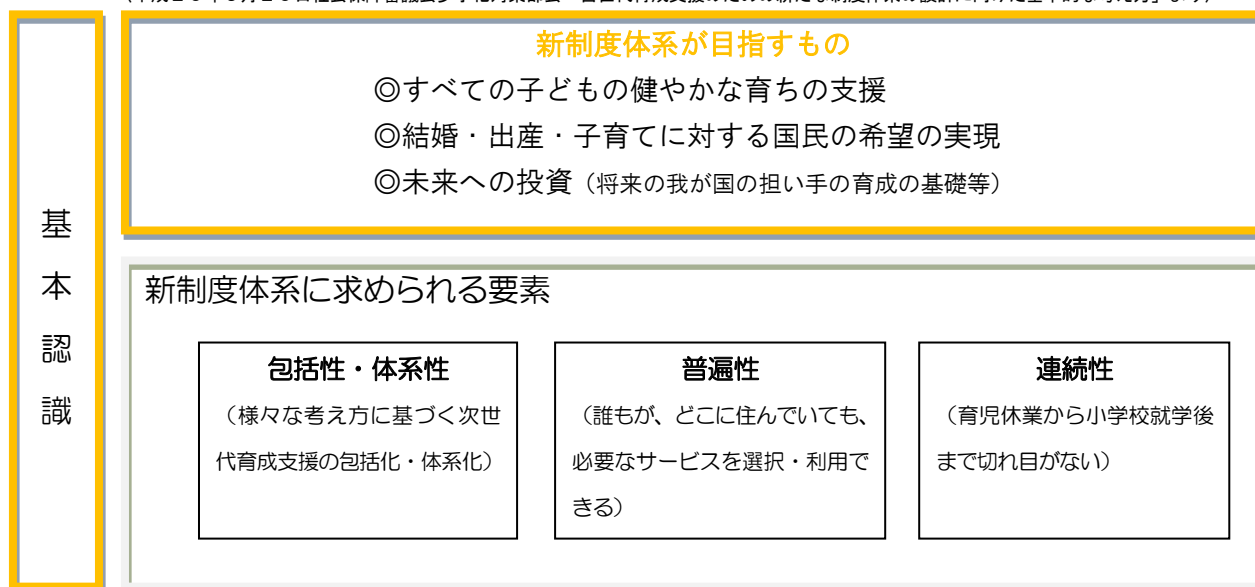 新制度体系が目指すもの
◎すべての子どもの健やかな育ちの支援
◎結婚・出産・子育てに対する国民の希望の実現
◎未来への投資（将来の我が国の担い手の育成の基礎等）
基
本
認
識
新制度体系に求められる要素
包括性・体系性
（様々な考え方に基づく次世
代育成支援の包括化・体系化）
普遍性
（誰もが、どこに住んでいても、
必要なサービスを選択・利用で
きる）
連続性
（育児休業から小学校就学後
まで切れ目がない）